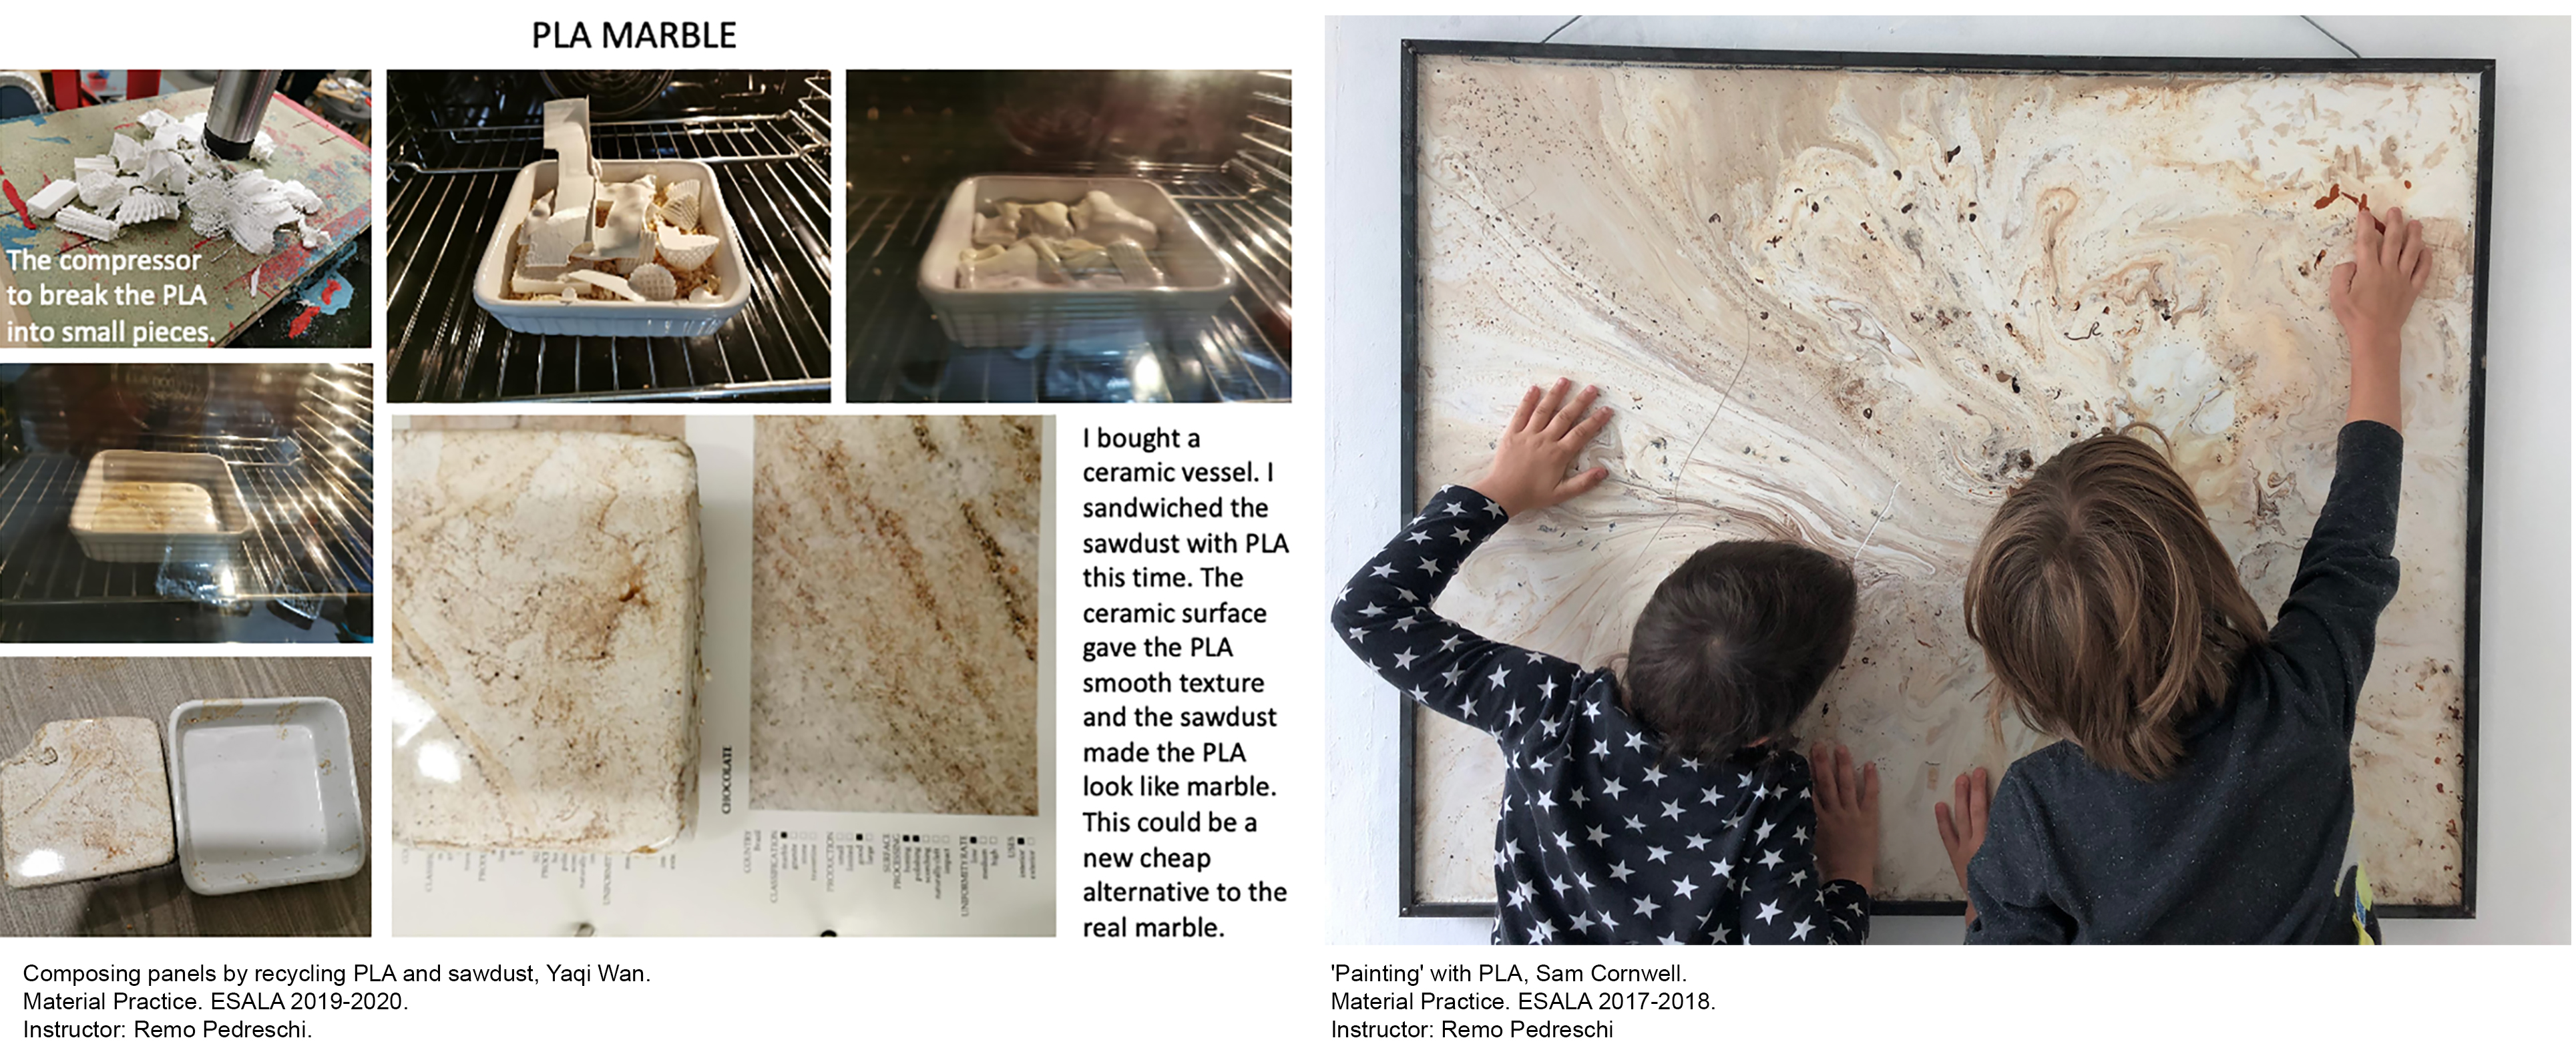 PLA MARBLE
The compressor
to break the PLA
into small pieces.
I bought a
ceramic vessel. I
sandwiched the
sawdust with PLA
this time. The
ceramic surface
gave the PLA
smooth texture
and the sawdust
made the PLA
look like marble.
This could be a
new cheap
alternative to the
real marble.
CHOCOLATE
COUNTRY
Brazil
CLASSIFICATION
PRODUCTION
SURFACE
PROCESSING
UNIFORMITY RATE
USES
Composing panels by recycling PLA and sawdust, Yaqi Wan.
Material Practice. ESALA 2019-2020.
Instructor: Remo Pedreschi.
'Painting' with PLA, Sam Cornwell.
Material Practice. ESALA 2017-2018.
Instructor: Remo Pedreschi